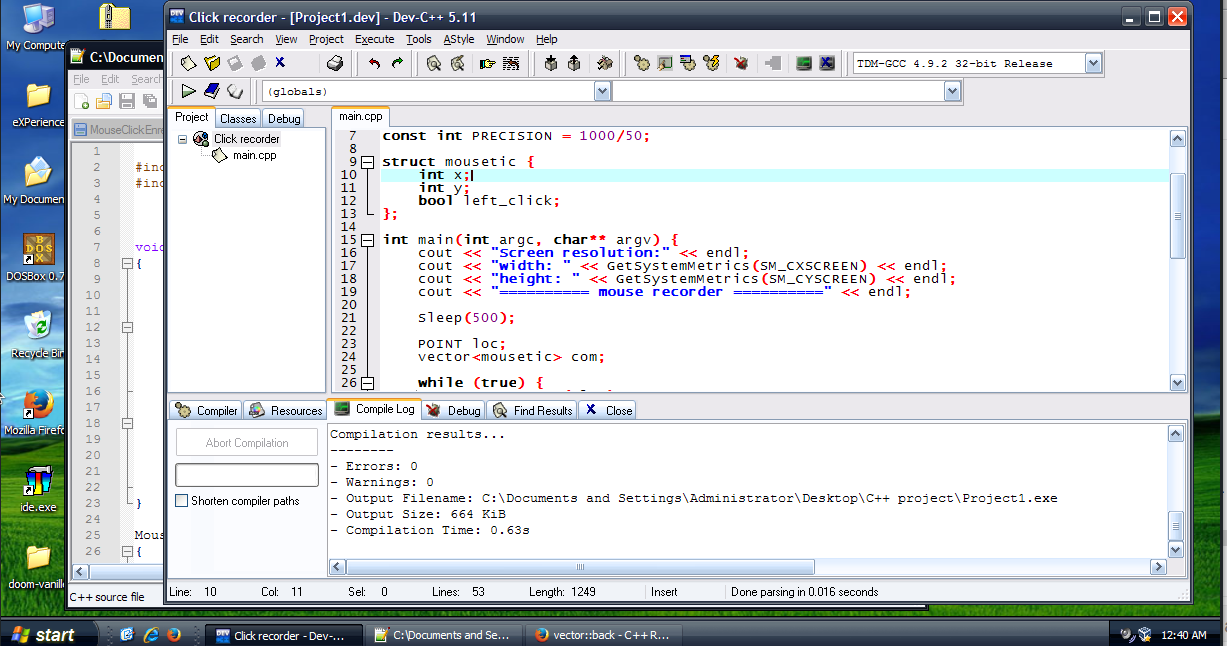 Click recorder - [Project1.dev] - Dev-C++ 5.11
File Edit Search View Project Execute Tools AStyle Window Help
TDM-GCC 4.9.2 32-bit Release
(globals)
Project Classes Debug
Click recorder
main.cpp
main.cpp
7 const int PRECISION = 1000/50;
8
9 struct mousetic {
10 int x;
11 int y;
12 bool left_click;
13 };
14
15 int main(int argc, char** argv) {
16 cout << "Screen resolution:" << endl;
17 cout << "width: " << GetSystemMetrics(SM_CXSCREEN) << endl;
18 cout << "height: " << GetSystemMetrics(SM_CYSCREEN) << endl;
19 cout << "========== mouse recorder ==========" << endl;
20
21 Sleep(500);
22
23 POINT loc;
24 vector<mousetic> com;
25
26 while (true) {
Compiler Resources Compile Log Debug Find Results Close
Abort Compilation
Shorten compiler paths
Compilation results...
--------
- Errors: 0
- Warnings: 0
- Output Filename: C:\Documents and Settings\Administrator\Desktop\C++ project\Project1.exe
- Output Size: 664 KiB
- Compilation Time: 0.63s
Line: 10 Col: 11 Sel: 0 Lines: 53 Length: 1249 Insert Done parsing in 0.016 seconds
My Compute
eXPerience
My Documen
DOSBox 0.7
Recycle Bin
Mozilla Firefo
ide.exe
doom-vanill
C:\Documen
File Edit Search
MouseClickEnre
1
2 #inc
3 #inc
4
5
6
7 void
8 {
9
10
11
12
13
14
15
16
17
18
19
20
21
22
23 }
24
25 Mous
26 {
C++ source file
start
Click recorder - Dev-...
C:\Documents and Se...
vector::back - C++ R...
12:40 AM